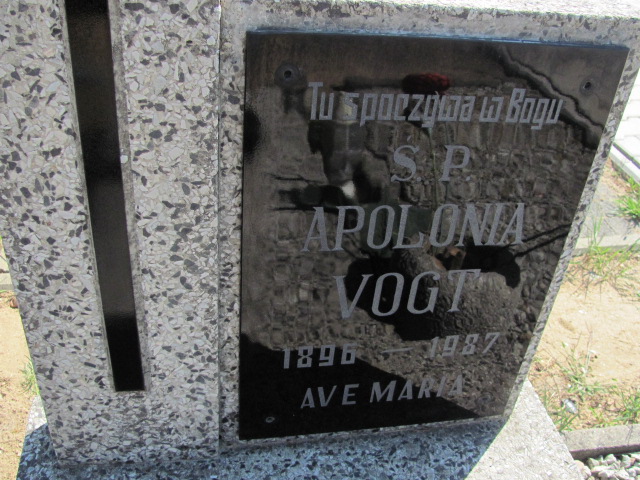 Tu spoczywa w Bogu
S P
APOLONIA
VOGT
1896 — 1987
AVE MARIA